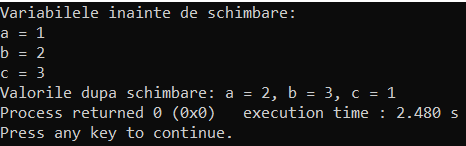 Variabilele inainte de schimbare:
a = 1
b = 2
c = 3
Valorile dupa schimbare: a = 2, b = 3, c = 1
Process returned 0 (0x0)   execution time : 2.480 s
Press any key to continue.